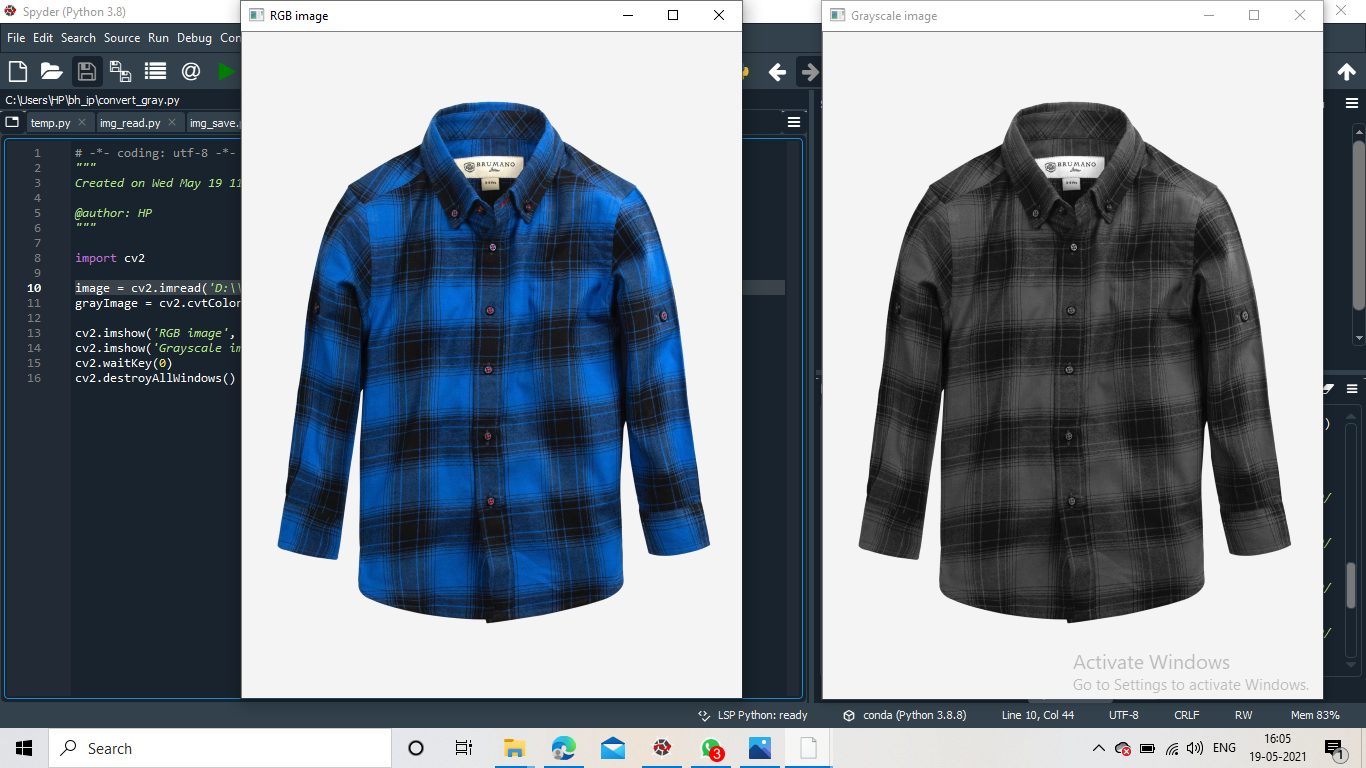 Spyder (Python 3.8)
RGB image
Grayscale image
File Edit Search Source Run Debug Con
C:\Users\HP\bh_ip\convert_gray.py
temp.py
img_read.py
img_save.
1 # -*- coding: utf-8 -*-
2 """
3 Created on Wed May 19 11
4
5 @author: HP
6 """
7
8 import cv2
9
10 image = cv2.imread('D:\\
11 grayImage = cv2.cvtColor
12
13 cv2.imshow('RGB image',
14 cv2.imshow('Grayscale im
15 cv2.waitKey(0)
16 cv2.destroyAllWindows()
BRUMANO
BRUMANO
)
/
/
/
/
Activate Windows
Go to Settings to activate Windows.
LSP Python: ready
conda (Python 3.8.8)
Line 10, Col 44
UTF-8
CRLF
RW
Mem 83%
Search
3
ENG
16:05
19-05-2021
1